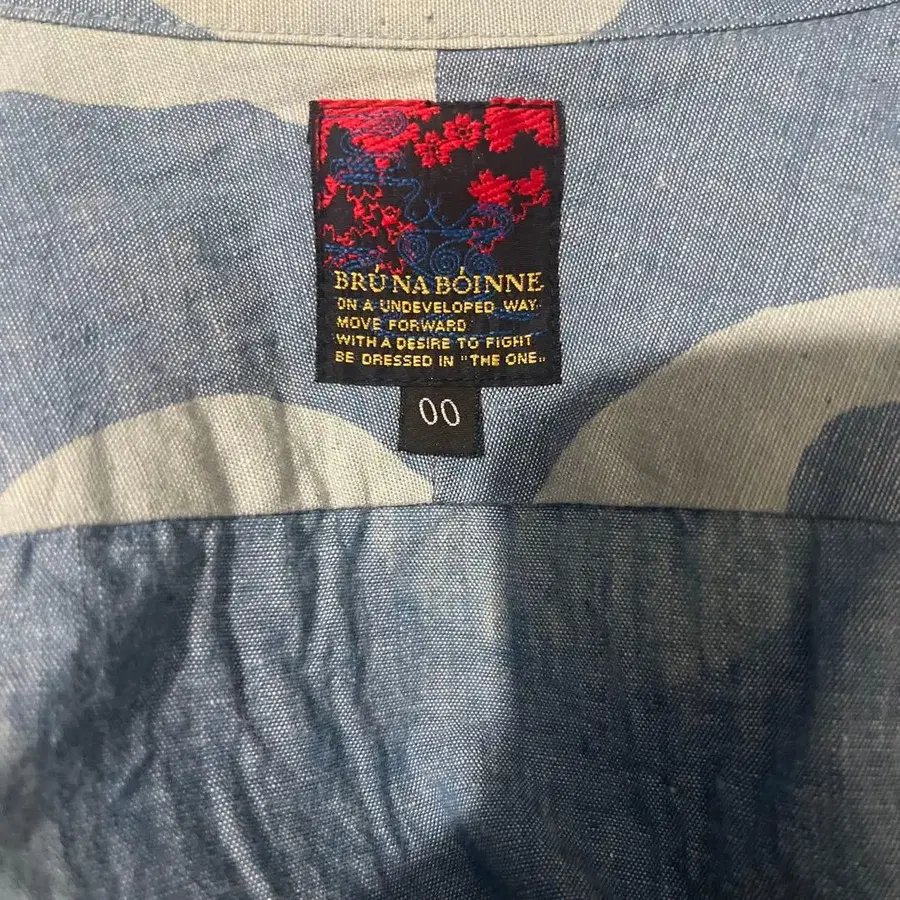 BRÚ NA BÓINNE
ON A UNDEVELOPED WAY
MOVE FORWARD
WITH A DESIRE TO FIGHT
BE DRESSED IN "THE ONE„
00